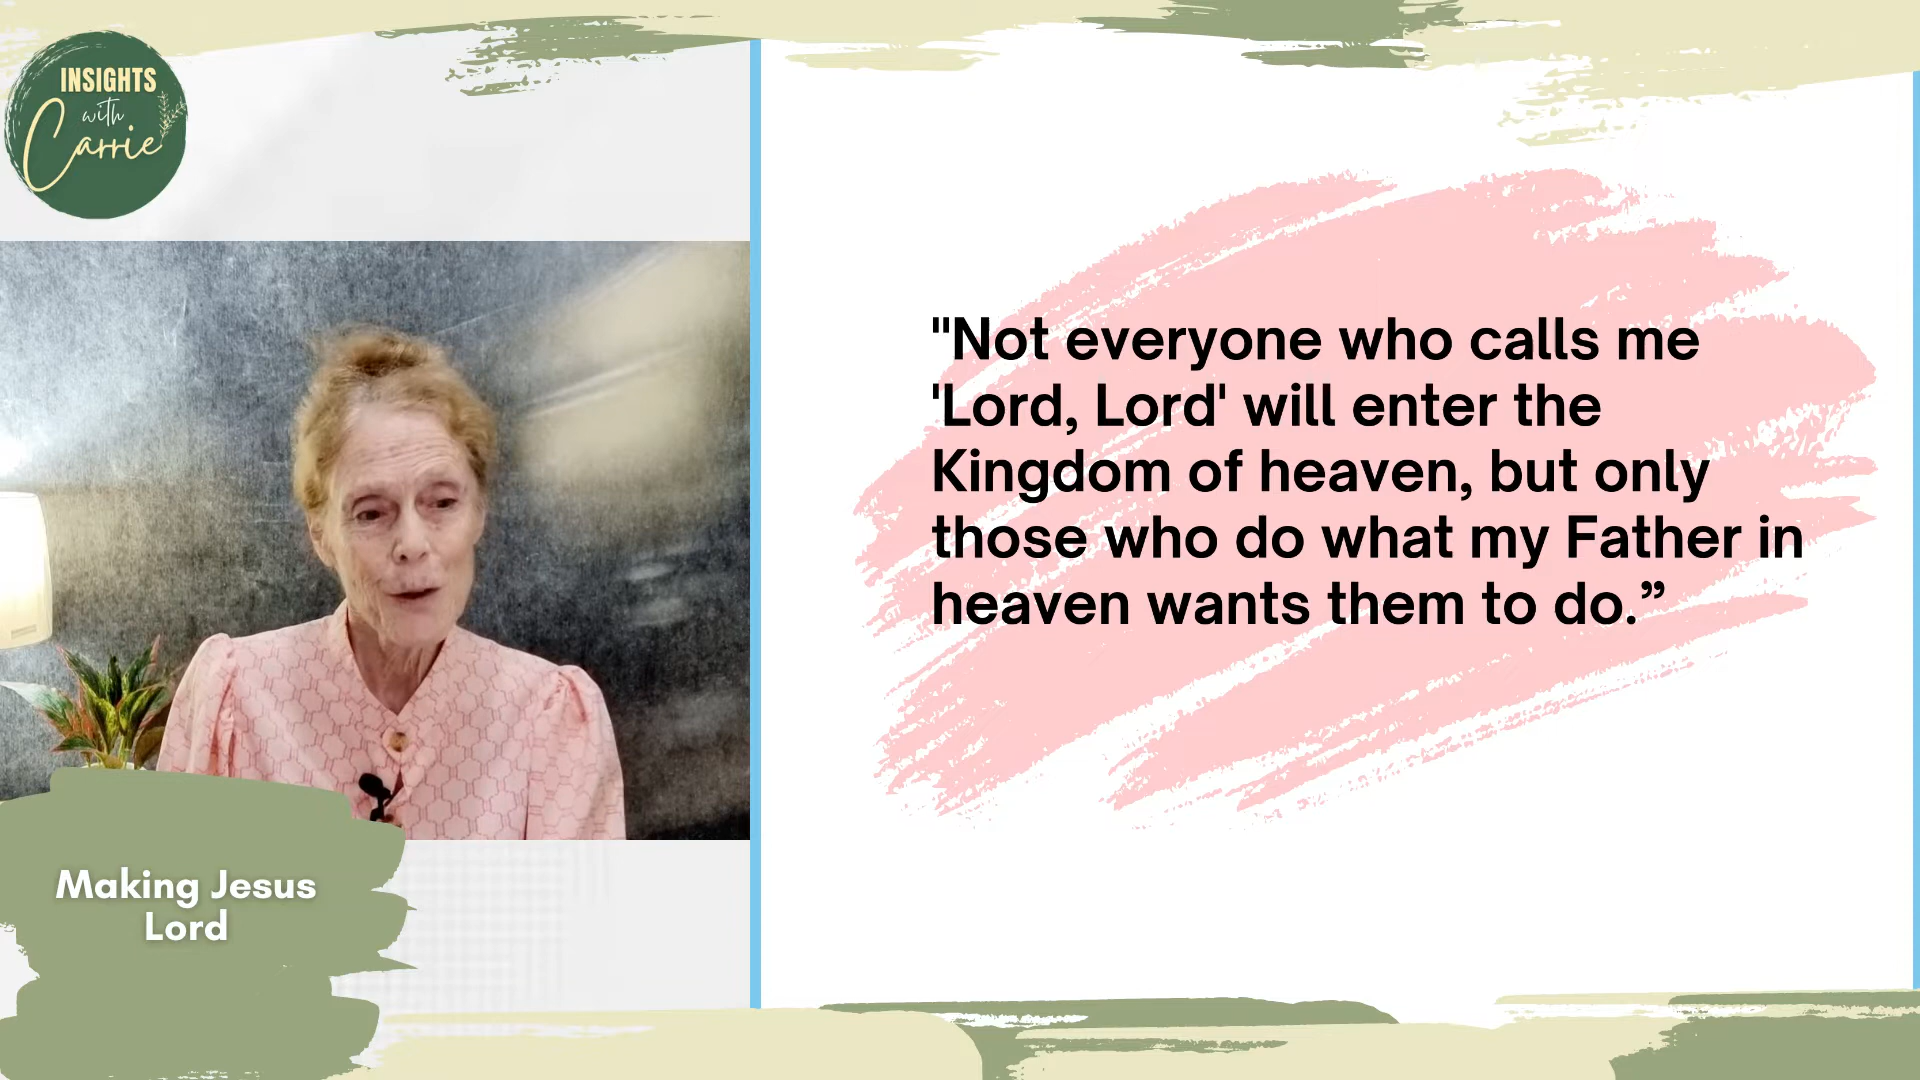 INSIGHTS
with
Carrie
"Not everyone who calls me
'Lord, Lord' will enter the
Kingdom of heaven, but only
those who do what my Father in
heaven wants them to do.”
Making Jesus
Lord